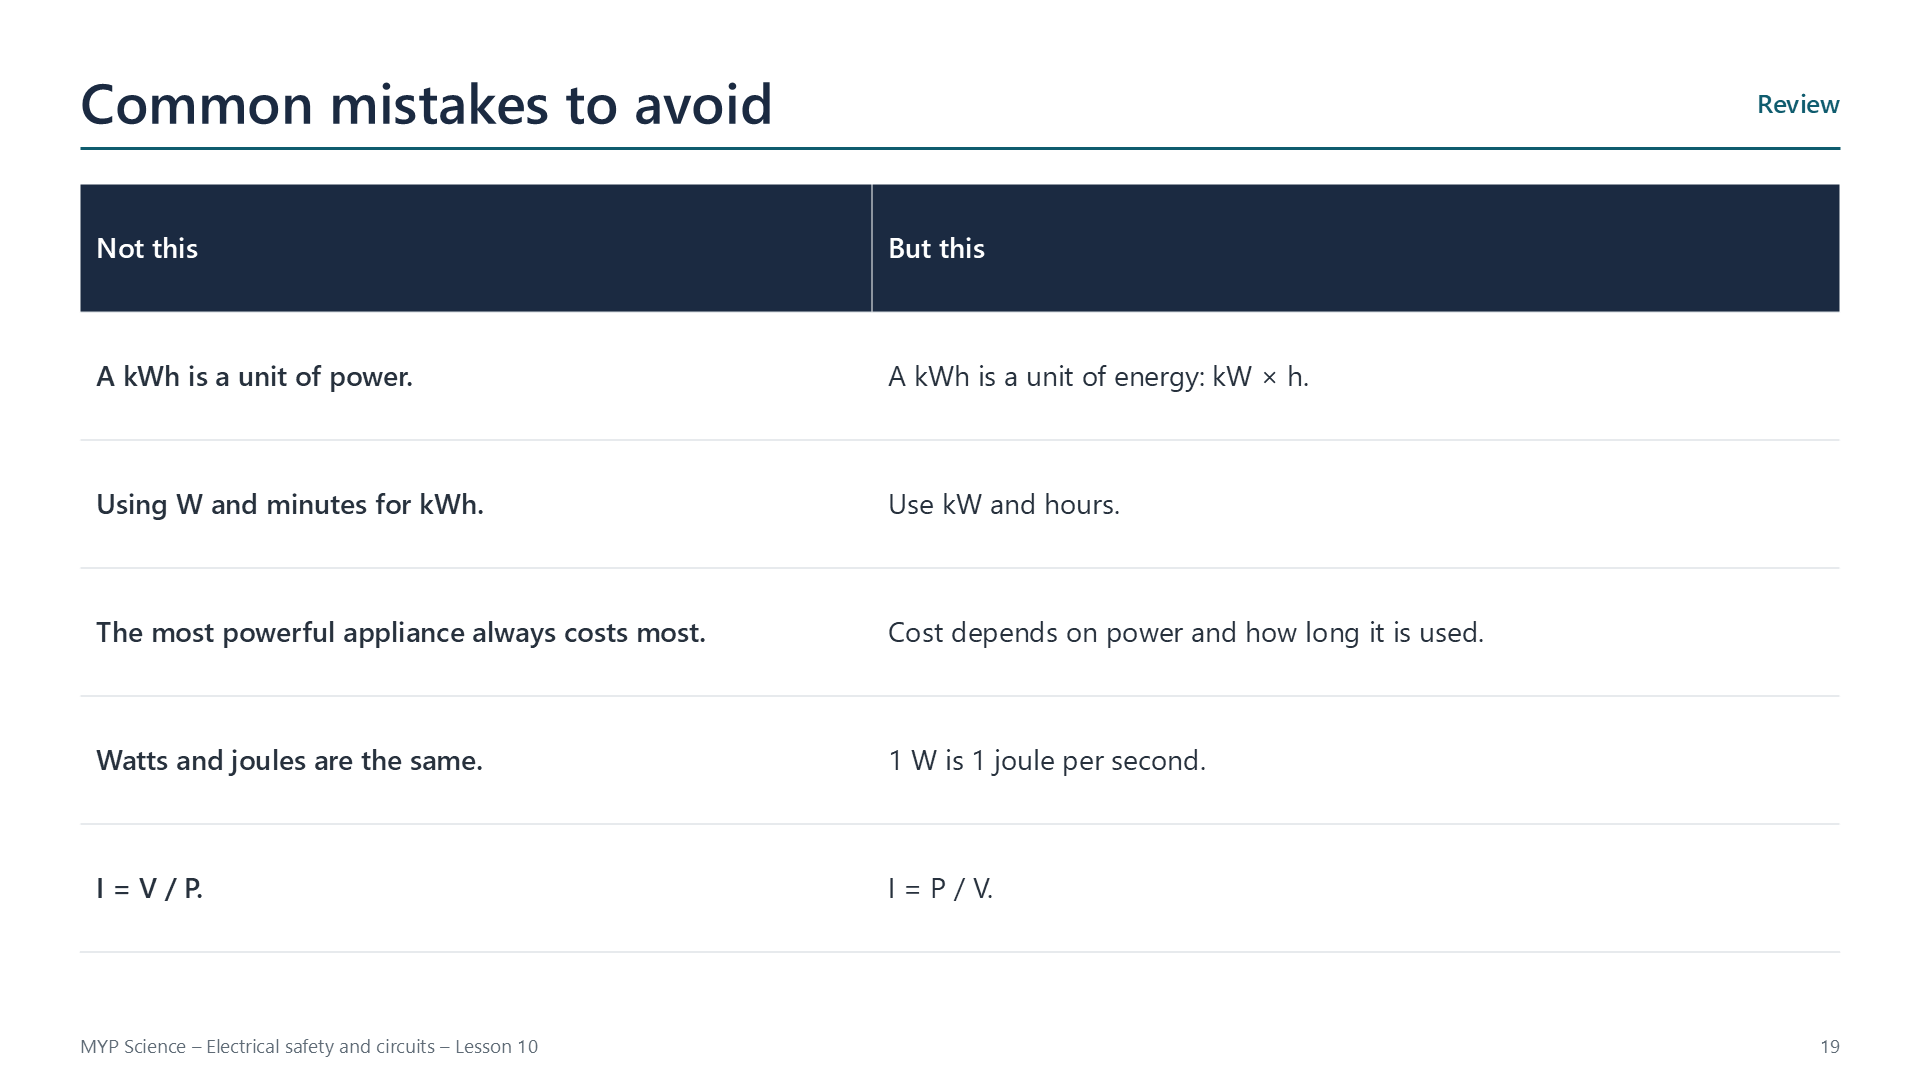 Common mistakes to avoid
Review
Not this
But this
A kWh is a unit of power.
A kWh is a unit of energy: kW × h.
Using W and minutes for kWh.
Use kW and hours.
The most powerful appliance always costs most.
Cost depends on power and how long it is used.
Watts and joules are the same.
1 W is 1 joule per second.
I = V / P.
I = P / V.
MYP Science – Electrical safety and circuits – Lesson 10
19